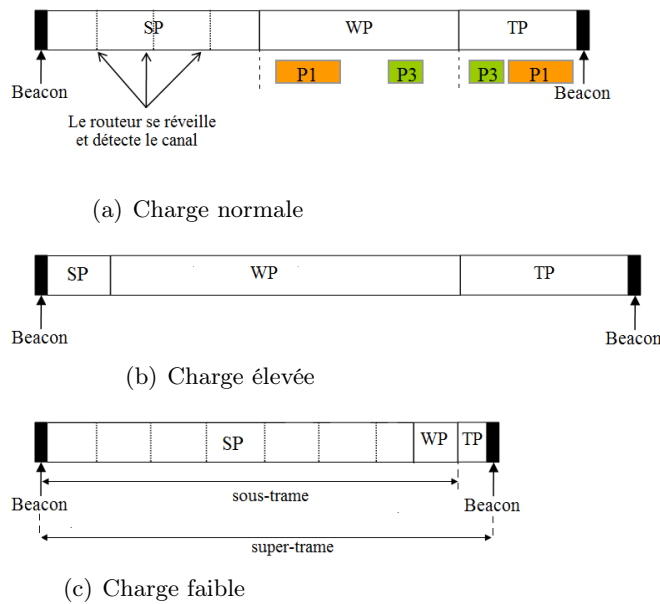 SP WP TP
P1 P3 P3 P1
Beacon Beacon
Le routeur se réveille
et détecte le canal
(a) Charge normale
SP WP TP
Beacon Beacon
(b) Charge élevée
SP WP TP
Beacon Beacon
sous-trame
super-trame
(c) Charge faible